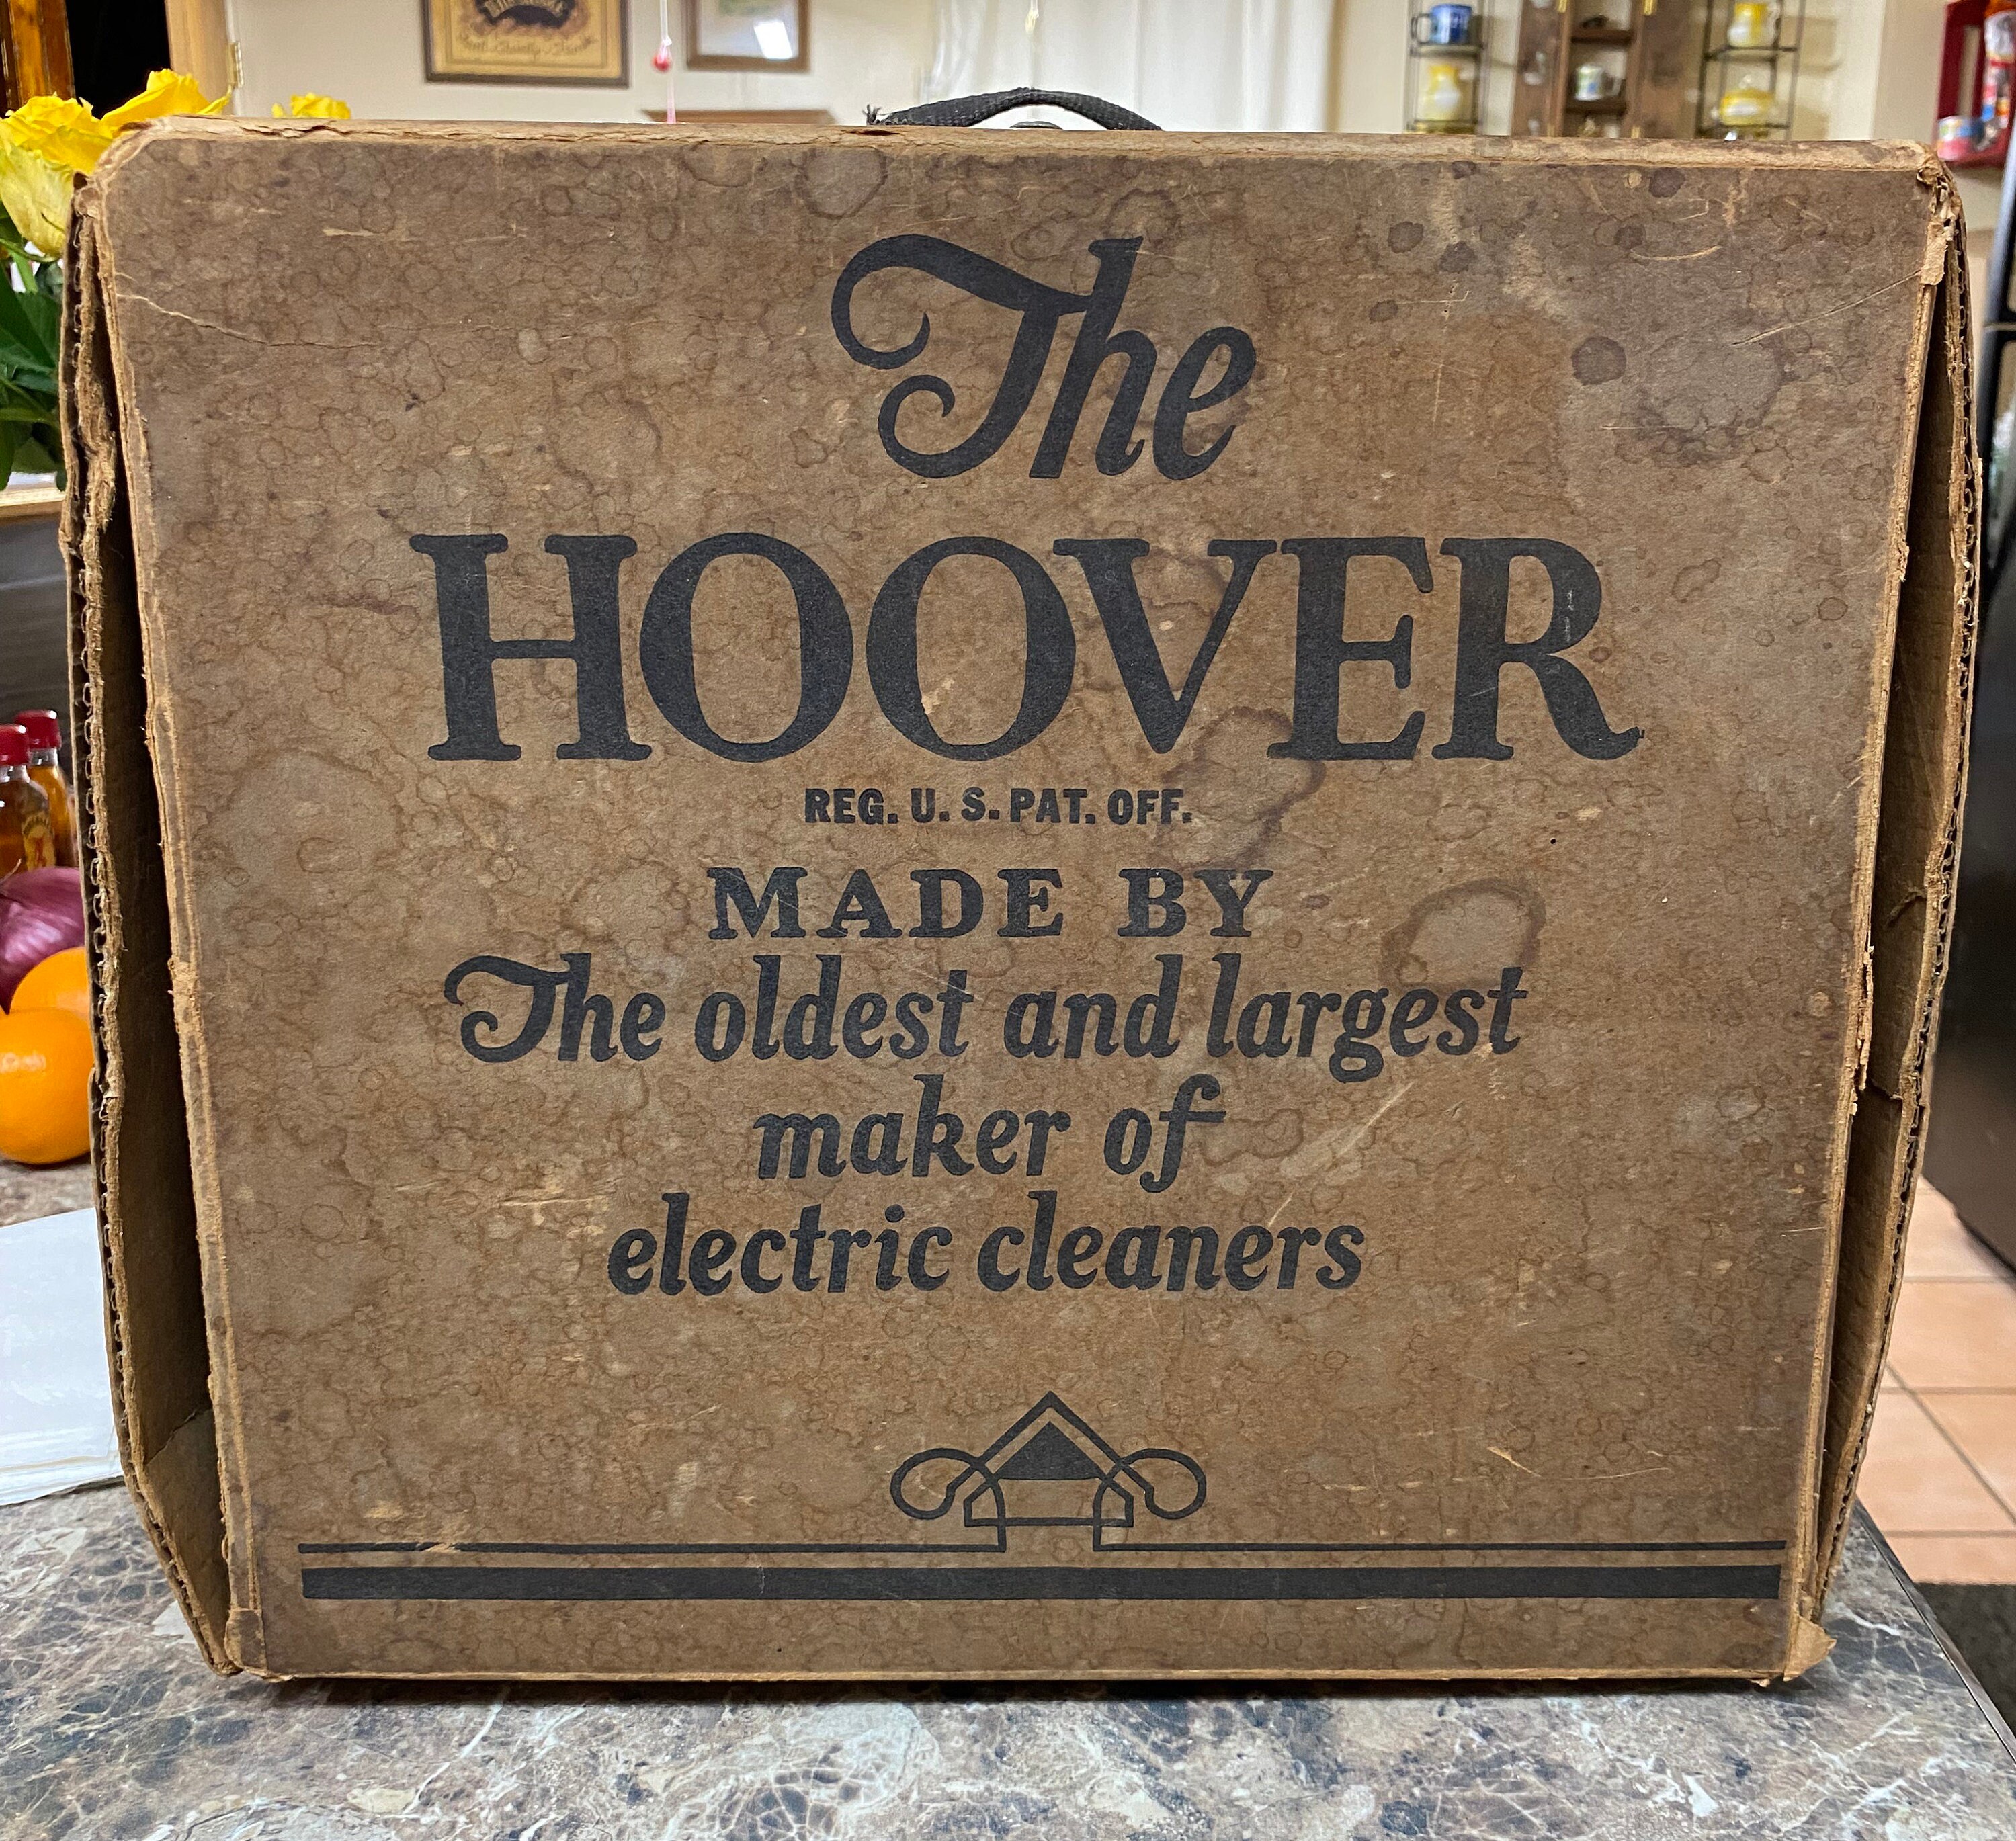 The
HOOVER
REG. U. S. PAT. OFF.
MADE BY
The oldest and largest
maker of
electric cleaners